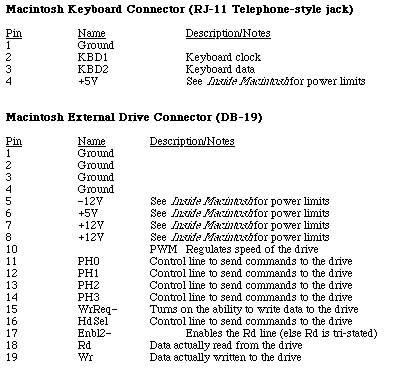 Macintosh Keyboard Connector (RJ-11 Telephone-style jack)
Pin Name Description/Notes
1 Ground
2 KBD1 Keyboard clock
3 KBD2 Keyboard data
4 +5V See Inside Macintosh for power limits
Macintosh External Drive Connector (DB-19)
Pin Name Description/Notes
1 Ground
2 Ground
3 Ground
4 Ground
5 -12V See Inside Macintosh for power limits
6 +5V See Inside Macintosh for power limits
7 +12V See Inside Macintosh for power limits
8 +12V See Inside Macintosh for power limits
10 PWM Regulates speed of the drive
11 PH0 Control line to send commands to the drive
12 PH1 Control line to send commands to the drive
13 PH2 Control line to send commands to the drive
14 PH3 Control line to send commands to the drive
15 WrReq- Turns on the ability to write data to the drive
16 HdSel Control line to send commands to the drive
17 Enbl2- Enables the Rd line (else Rd is tri-stated)
18 Rd Data actually read from the drive
19 Wr Data actually written to the drive